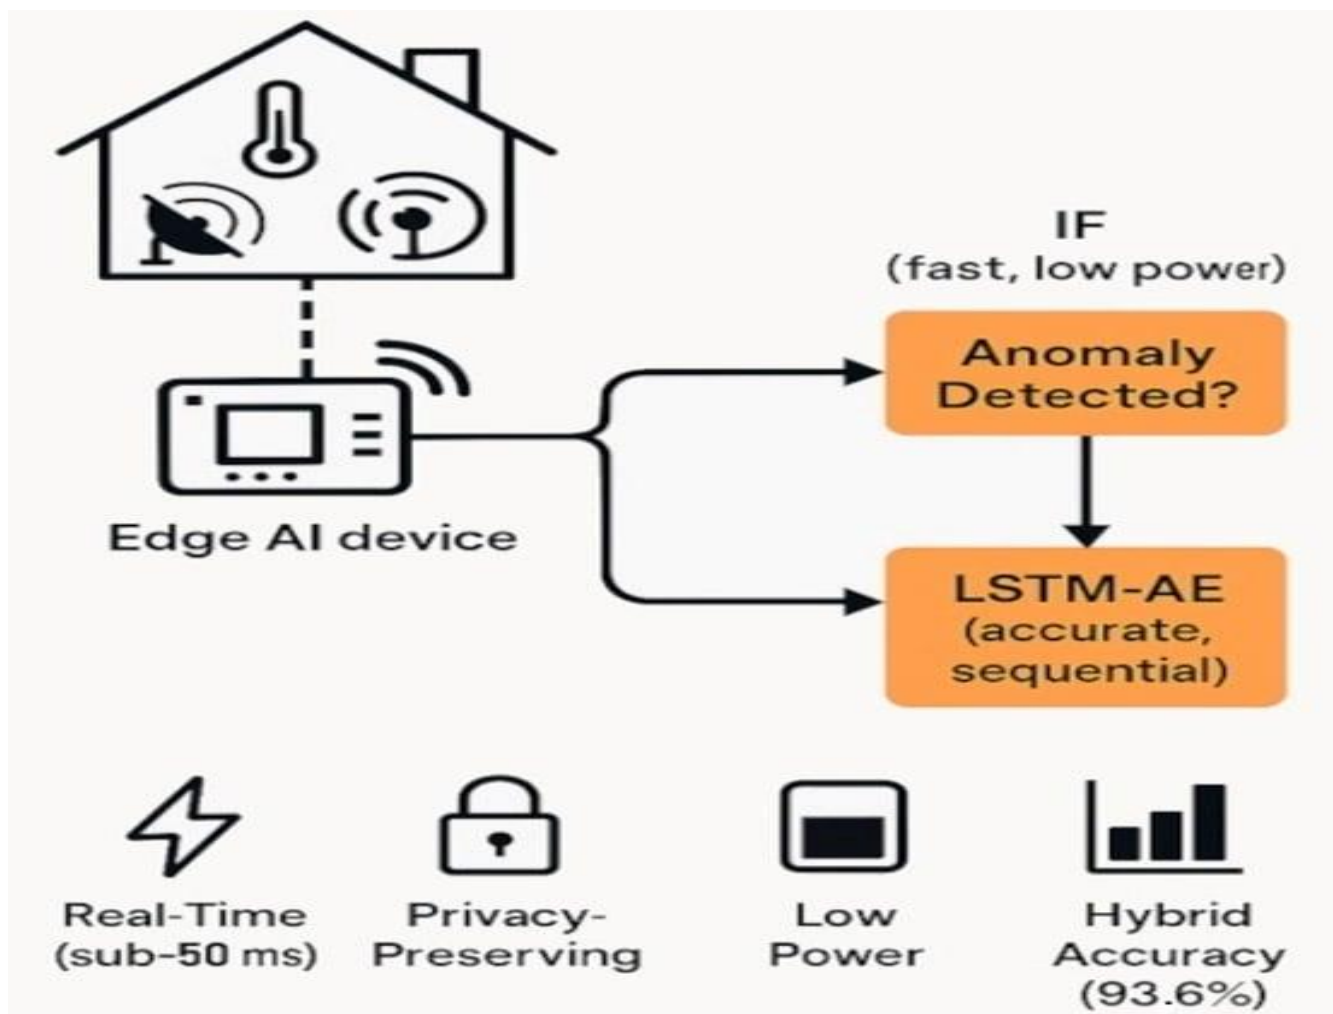 IF
(fast, low power)
Anomaly
Detected?
Edge AI device
LSTM-AE
(accurate,
sequential)
Real-Time
(sub-50 ms)
Privacy-
Preserving
Low
Power
Hybrid
Accuracy
(93.6%)